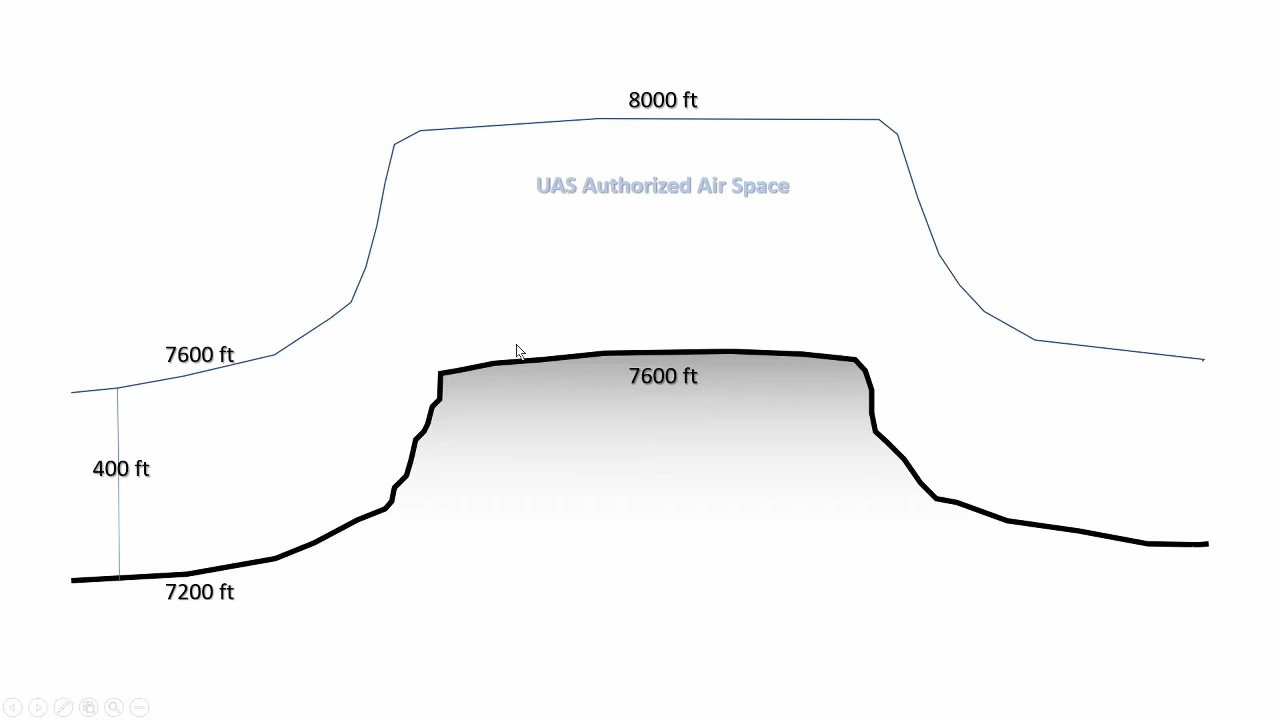 8000 ft
UAS Authorized Air Space
7600 ft
7600 ft
400 ft
7200 ft